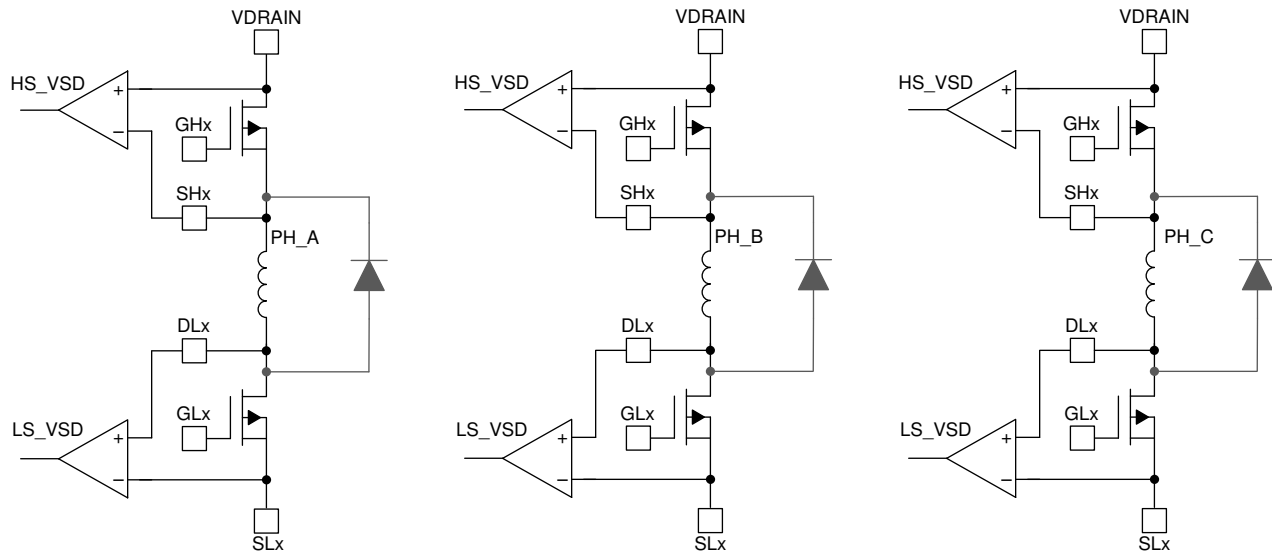 VDRAIN
HS_VSD
+
−
GHx
SHx
PH_A
DLx
GLx
LS_VSD
+
−
SLx
VDRAIN
HS_VSD
+
−
GHx
SHx
PH_B
DLx
GLx
LS_VSD
+
−
SLx
VDRAIN
HS_VSD
+
−
GHx
SHx
PH_C
DLx
GLx
LS_VSD
+
−
SLx